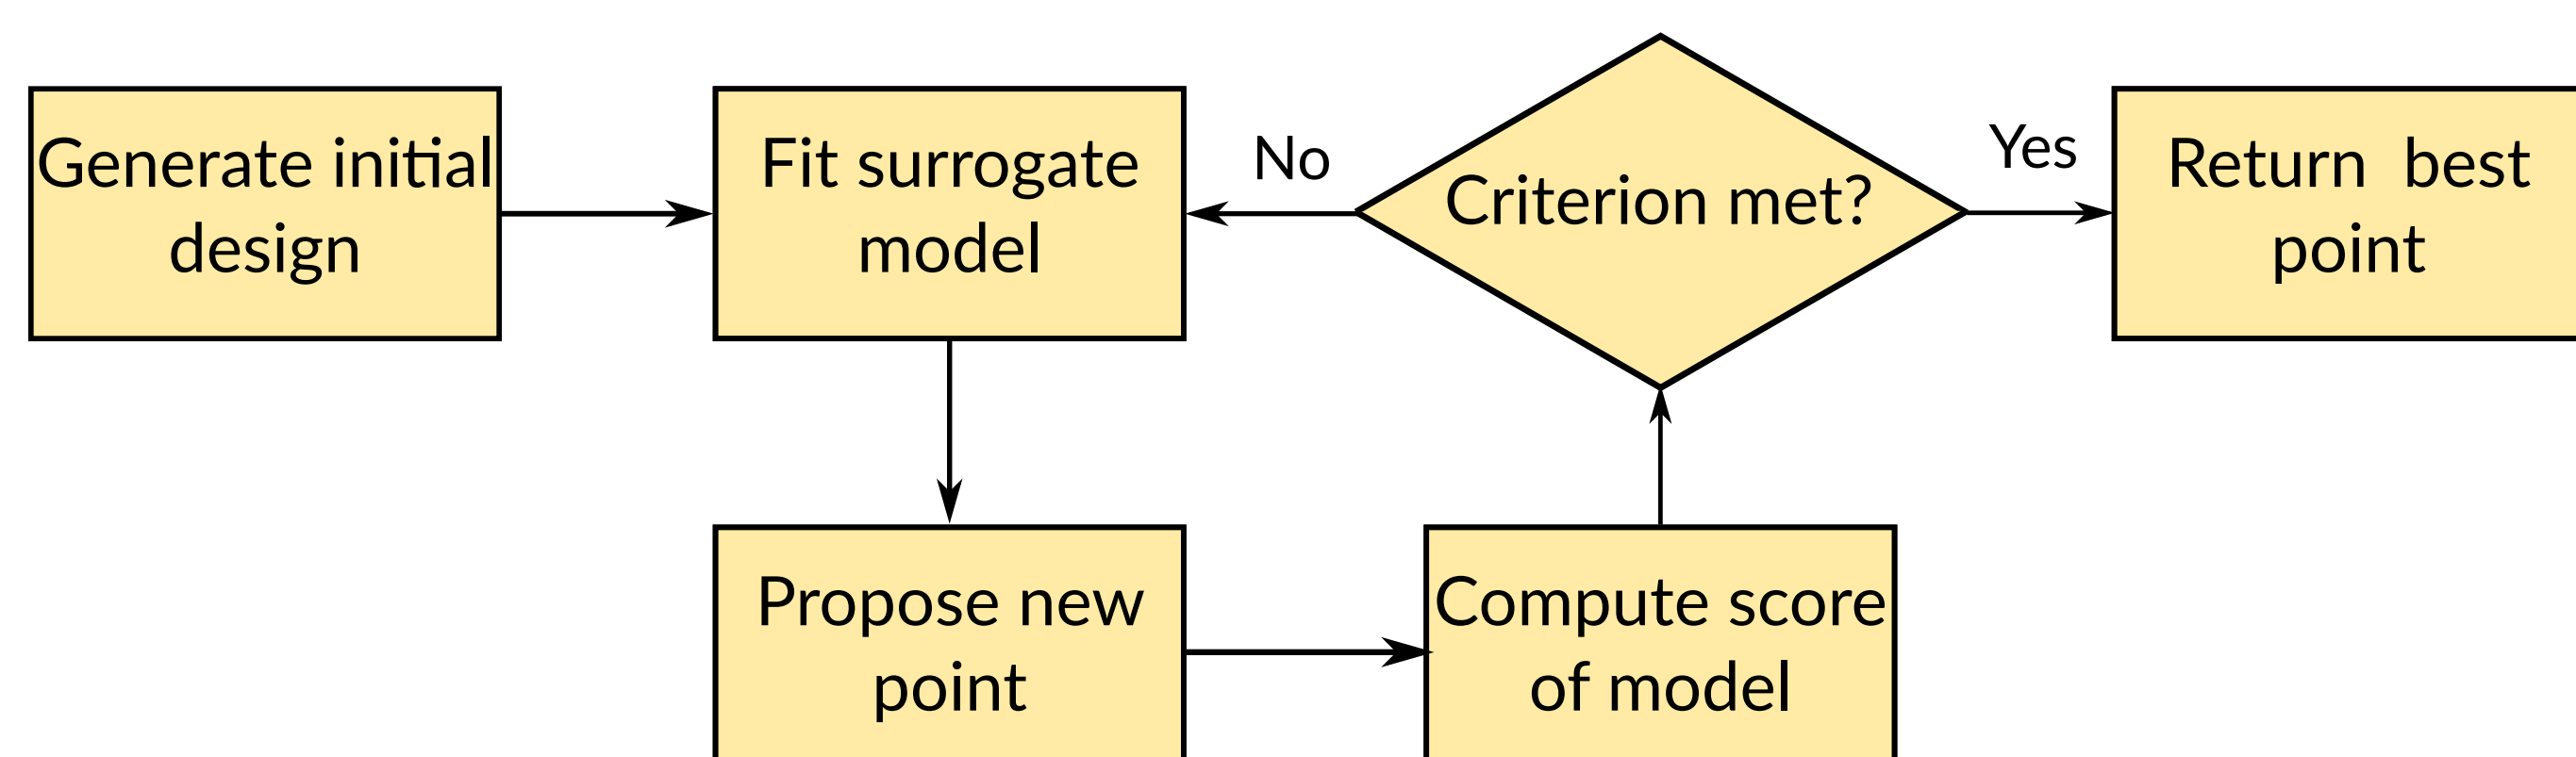 Generate initial
design
Fit surrogate
model
No
Criterion met?
Yes
Return best
point
Propose new
point
Compute score
of model